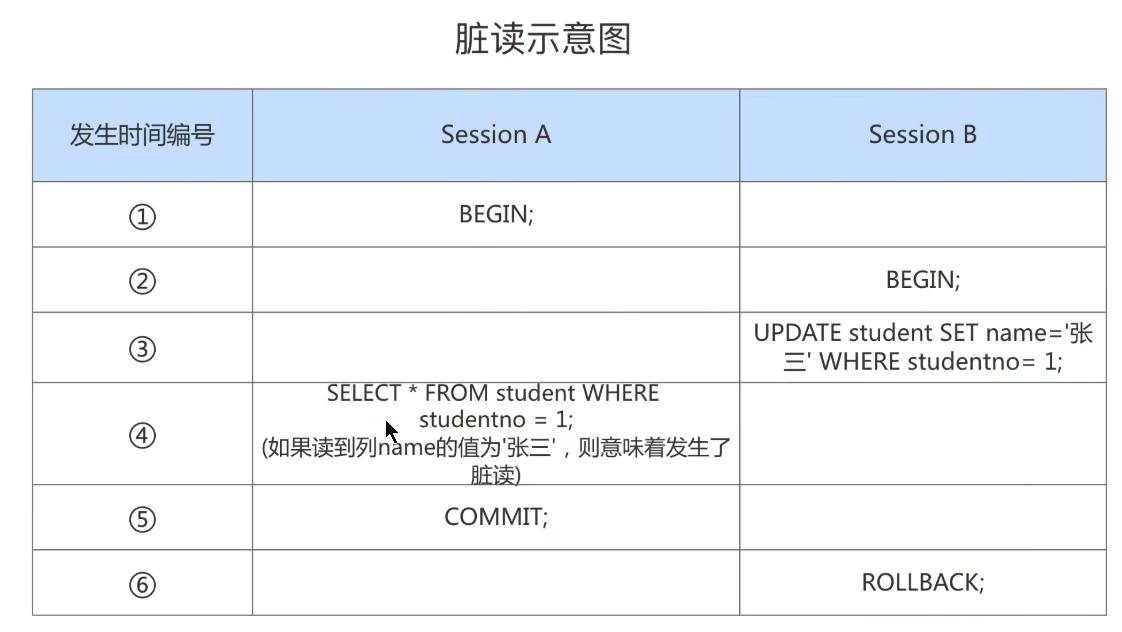 脏读示意图
发生时间编号 Session A Session B
① BEGIN;
② BEGIN;
③ UPDATE student SET name='张
三' WHERE studentno= 1;
SELECT * FROM student WHERE
④ studentno = 1;
(如果读到列name的值为'张三'，则意味着发生了
脏读)
⑤ COMMIT;
⑥ ROLLBACK;